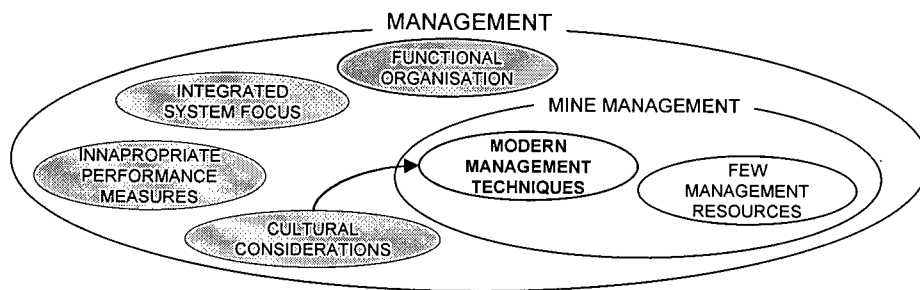 MANAGEMENT
FUNCTIONAL
ORGANISATION
INTEGRATED
SYSTEM FOCUS
MINE MANAGEMENT
INNAPROPRIATE
PERFORMANCE
MEASURES
MODERN
MANAGEMENT
TECHNIQUES
FEW
MANAGEMENT
RESOURCES
CULTURAL
CONSIDERATIONS